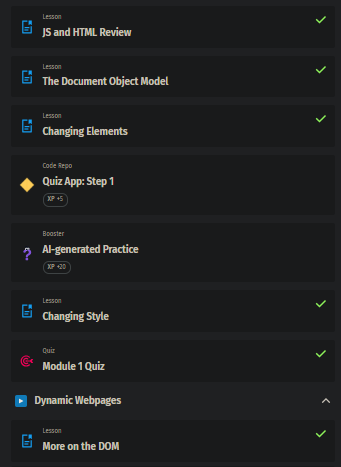 Lesson
JS and HTML Review
Lesson
The Document Object Model
Lesson
Changing Elements
Code Repo
Quiz App: Step 1
XP +5
Booster
AI-generated Practice
XP +20
Lesson
Changing Style
Quiz
Module 1 Quiz
Dynamic Webpages
Lesson
More on the DOM